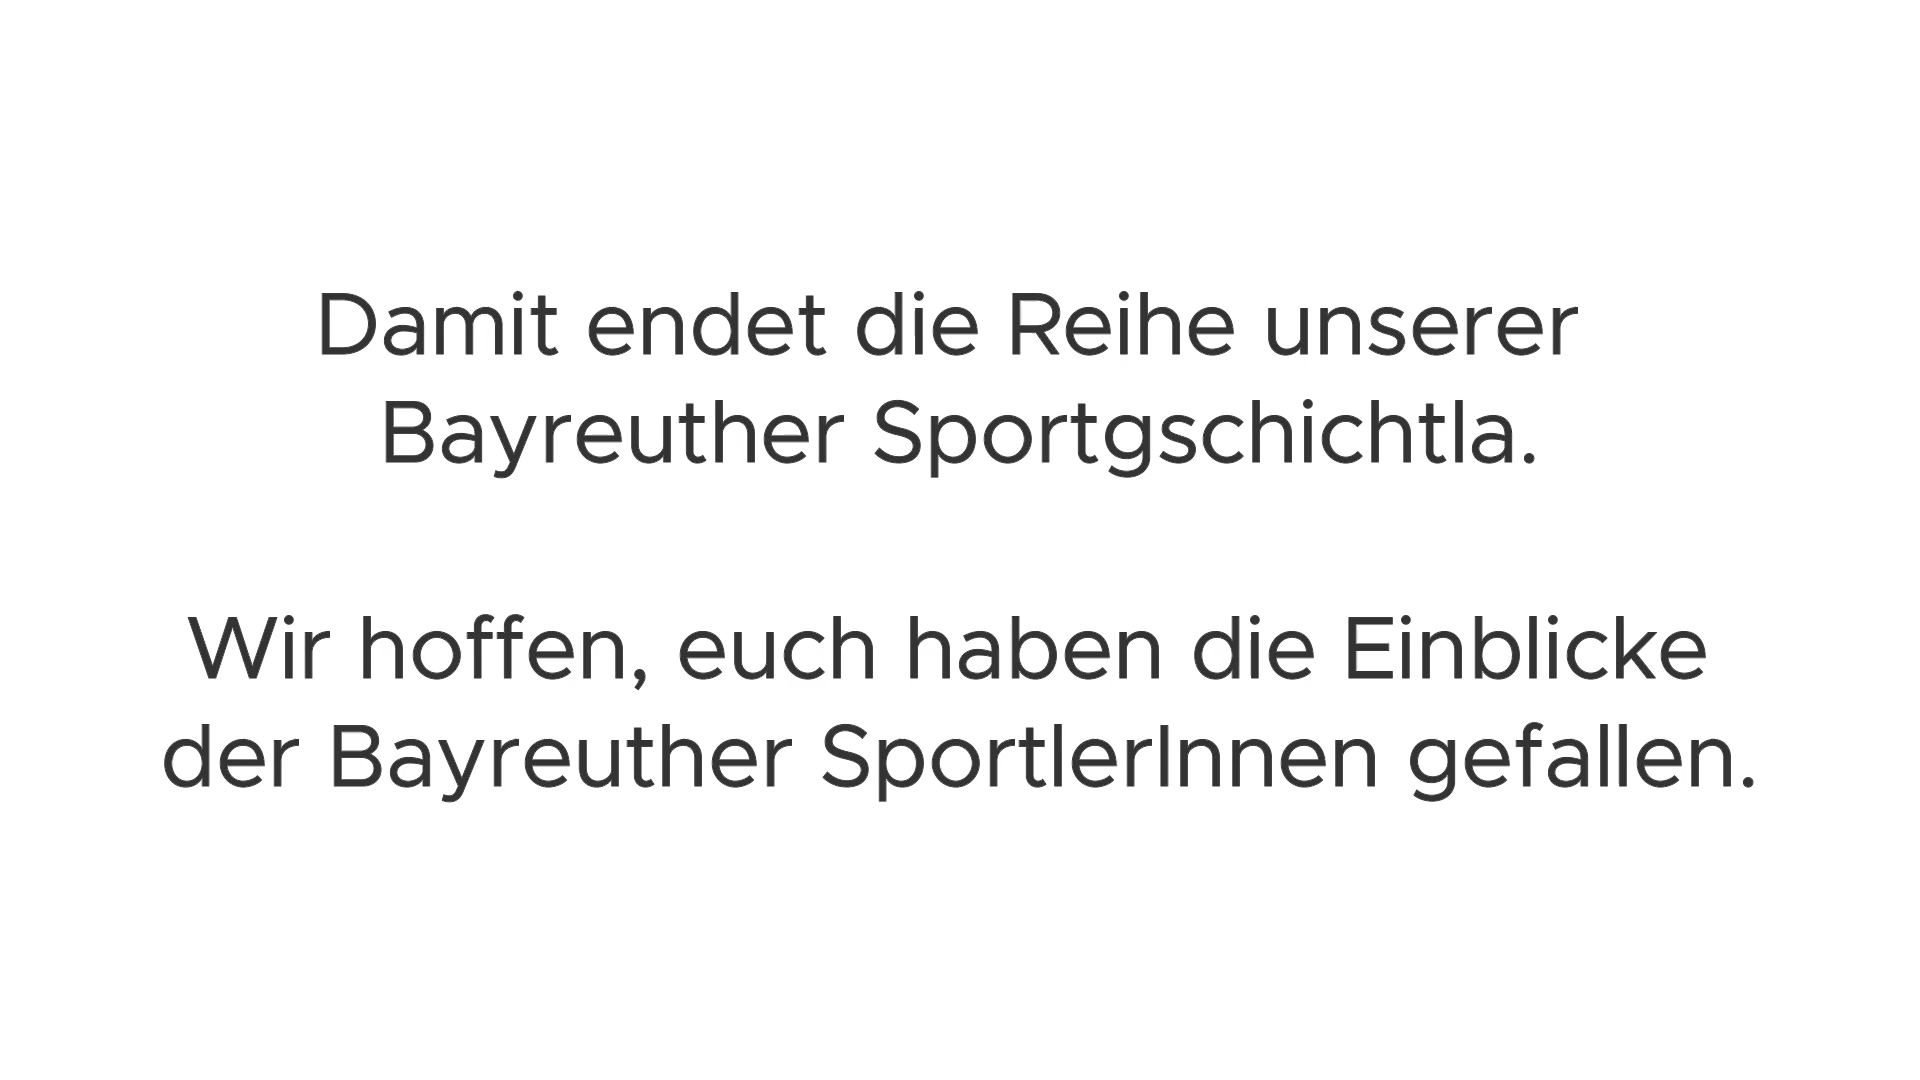 Damit endet die Reihe unserer
Bayreuther Sportgschichtla.
Wir hoffen, euch haben die Einblicke
der Bayreuther SportlerInnen gefallen.